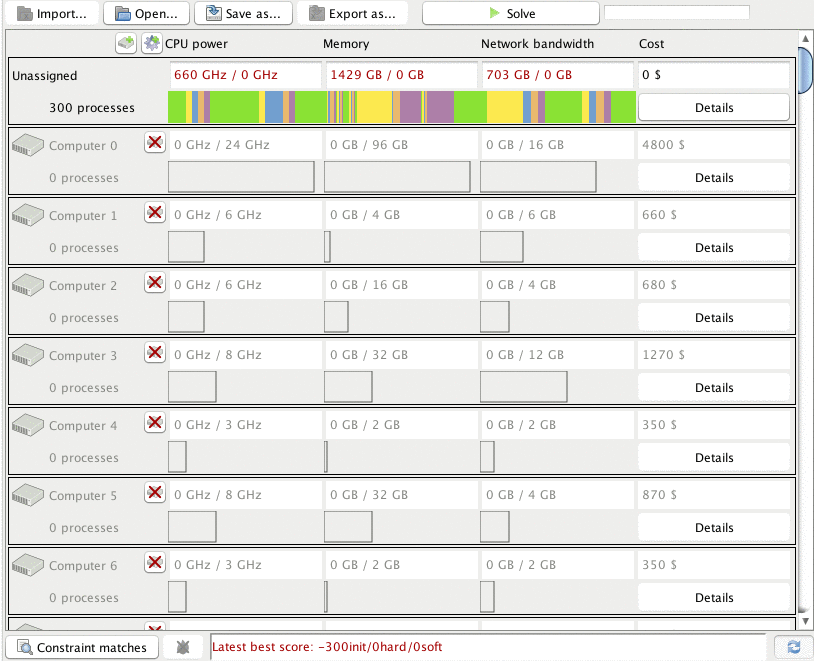 Import... Open... Save as... Export as... Solve
CPU power Memory Network bandwidth Cost
Unassigned 660 GHz / 0 GHz 1429 GB / 0 GB 703 GB / 0 GB 0 $
300 processes Details
Computer 0 0 GHz / 24 GHz 0 GB / 96 GB 0 GB / 16 GB 4800 $
0 processes Details
Computer 1 0 GHz / 6 GHz 0 GB / 4 GB 0 GB / 6 GB 660 $
0 processes Details
Computer 2 0 GHz / 6 GHz 0 GB / 16 GB 0 GB / 4 GB 680 $
0 processes Details
Computer 3 0 GHz / 8 GHz 0 GB / 32 GB 0 GB / 12 GB 1270 $
0 processes Details
Computer 4 0 GHz / 3 GHz 0 GB / 2 GB 0 GB / 2 GB 350 $
0 processes Details
Computer 5 0 GHz / 8 GHz 0 GB / 32 GB 0 GB / 4 GB 870 $
0 processes Details
Computer 6 0 GHz / 3 GHz 0 GB / 2 GB 0 GB / 2 GB 350 $
0 processes Details
Constraint matches Latest best score: -300init/0hard/0soft